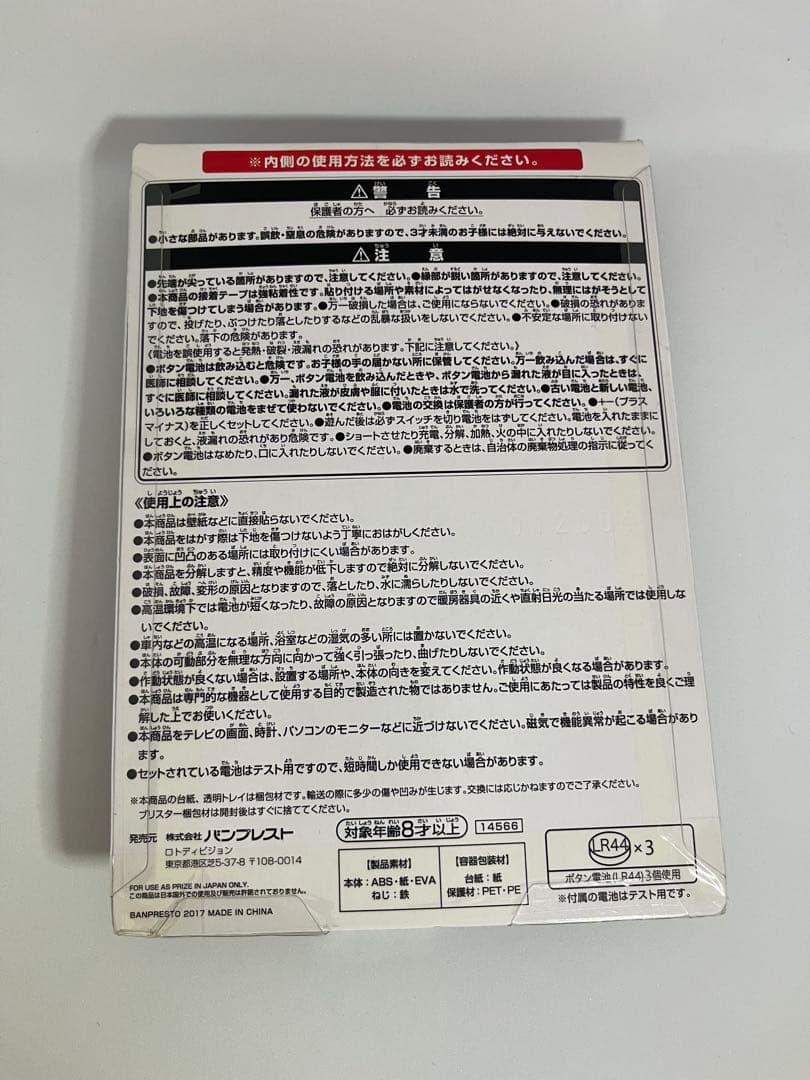 ※内側の使用方法を必ずお読みください。
⚠警告
保護者の方へ 必ずお読みください。
●小さな部品があります。誤飲・窒息の危険がありますので、3才未満のお子様には絶対に与えないでください。
⚠注意
●先端が尖っている箇所がありますので、注意してください。●縁部が鋭い箇所がありますので、注意してください。
●本商品の接着テープは強粘着性です。貼り付ける場所や素材によってはがせなくなったり、無理にはがそうとして
下地を傷つけてしまう場合があります。●万一破損した場合は、ご使用にならないでください。●破損の恐れがありま
すので、投げたり、ぶつけたり落としたりするなどの乱暴な扱いをしないでください。●不安定な場所に取り付けない
でください。落下の危険があります。
《電池を誤使用すると発熱・破裂・液漏れの恐れがあります。下記に注意してください。》
●ボタン電池は飲み込むと危険です。お子様の手の届かない所に保管してください。万一飲み込んだ場合は、すぐに
医師に相談してください。●万一、ボタン電池を飲み込んだときや、ボタン電池から漏れた液が目に入ったときは、
すぐに医師に相談してください。漏れた液が皮膚や服に付いたときは水で洗ってください。●古い電池と新しい電池、
いろいろな種類の電池をまぜて使わないでください。●電池の交換は保護者の方が行ってください。●+−(プラス
マイナス)を正しくセットしてください。●遊んだ後は必ずスイッチを切り電池をはずしてください。電池を入れたままに
しておくと、液漏れの恐れがあり危険です。●ショートさせたり充電、分解、加熱、火の中に入れたりしないでください。
●ボタン電池はなめたり、口に入れたりしないでください。●廃棄するときは、自治体の廃棄物処理の指示に従ってく
ださい。
《使用上の注意》
●本商品は壁紙などに直接貼らないでください。
●本商品をはがす際は下地を傷つけないよう丁寧におはがしください。
●表面に凹凸のある場所には取り付けにくい場合があります。
●本商品を分解しますと、精度や機能が低下しますので絶対に分解しないでください。
●破損、故障、変形の原因となりますので、落としたり、水に濡らしたりしないでください。
●高温環境下では電池が短くなったり、故障の原因となりますので暖房器具の近くや直射日光の当たる場所では使用しな
いでください。
●車内などの高温になる場所、浴室などの湿気の多い所には置かないでください。
●本体の可動部分を無理な方向に向かって強く引っ張ったり、曲げたりしないでください。
●作動状態が良くない場合は、設置する場所や、本体の向きを変えてください。作動状態が良くなる場合があります。
●本商品は専門的な機器として使用する目的で製造された物ではありません。ご使用にあたっては製品の特性を良くご理
解した上でお使いください。
●本商品をテレビの画面、時計、パソコンのモニターなどに近づけないでください。磁気で機能異常が起こる場合があり
ます。
●セットされている電池はテスト用ですので、短時間しか使用できない場合があります。
※本商品の台紙、透明トレイは梱包材です。輸送の際に多少の傷や凹みが生じます。交換には応じかねますのでご了承ください。
ブリスター梱包材は開封後はすぐに捨ててください。
発売元 株式会社 バンプレスト
ロトディビジョン
東京都港区芝5-37-8 〒108-0014
対象年齢8才以上
14566
LR44×3
ボタン電池(LR44)3個使用
※付属の電池はテスト用です。
【製品素材】
本体:ABS・紙・EVA
ねじ:鉄
【容器包装材】
台紙:紙
保護材:PET・PE
FOR USE AS PRIZE IN JAPAN ONLY.
この商品は日本国外での使用及び販売は許諾されておりません。
BANPRESTO 2017 MADE IN CHINA